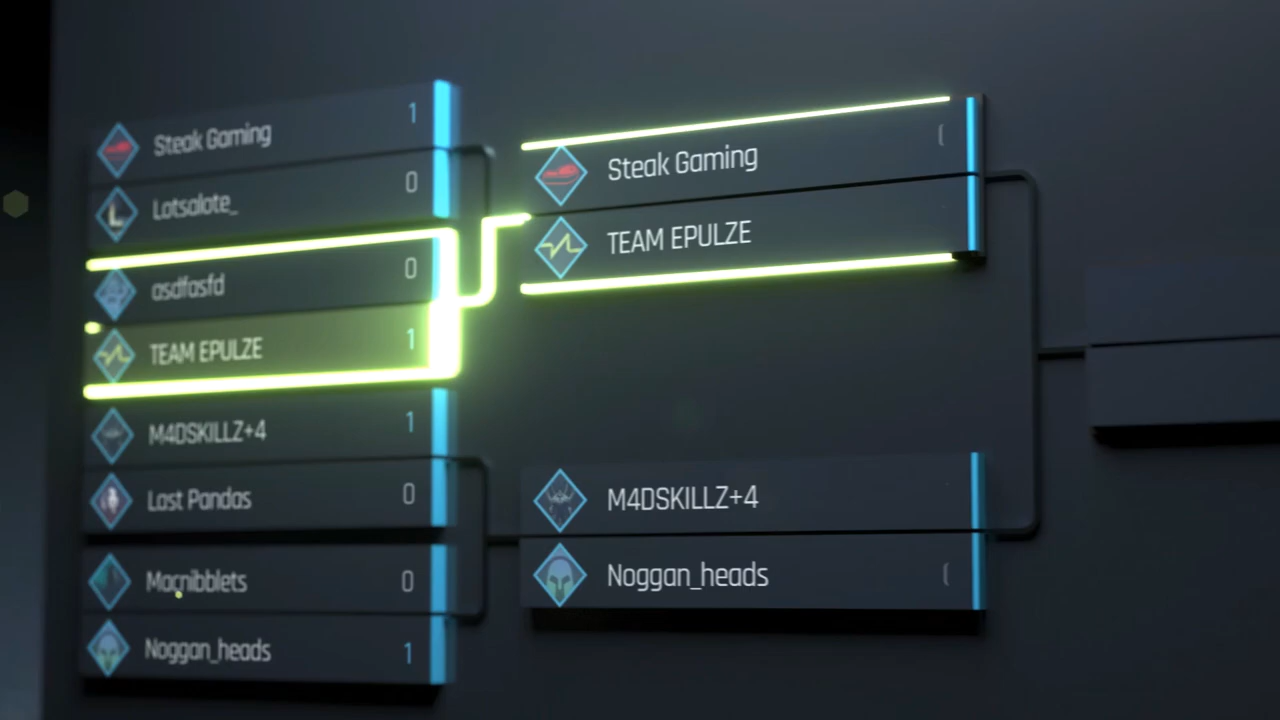 Steak Gaming 1
Lotsalote_ 0
asdfasfd 0
TEAM EPULZE 1
M4DSKILLZ+4 1
Last Pandas 0
Macnibblets 0
Noggan_heads 1
Steak Gaming
TEAM EPULZE
M4DSKILLZ+4
Noggan_heads